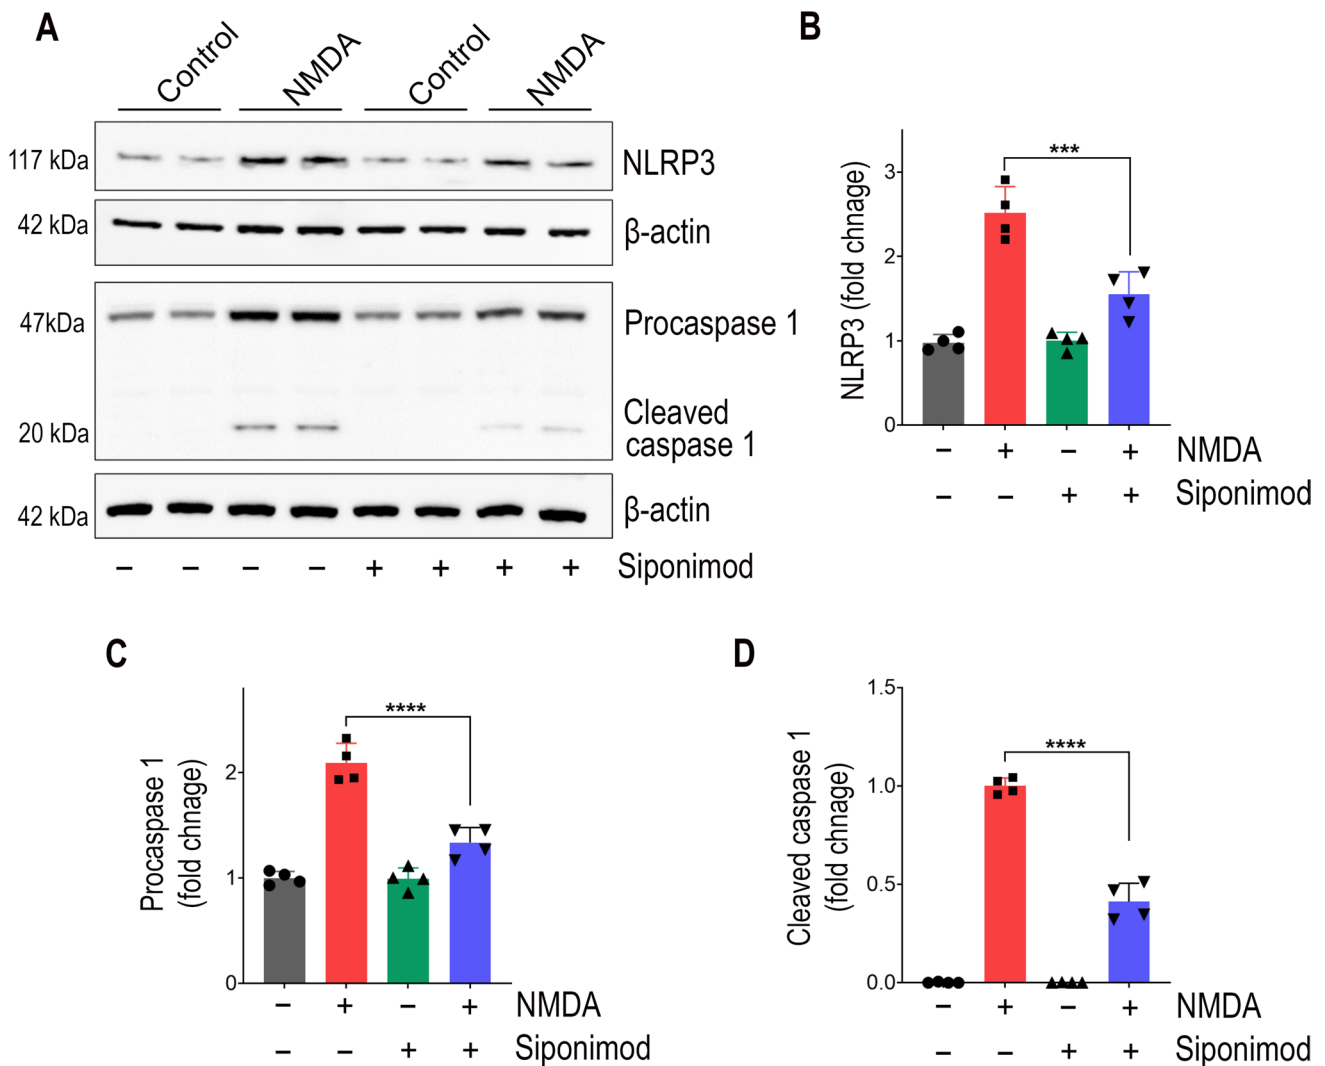 A
Control NMDA Control NMDA
117 kDa NLRP3
42 kDa β-actin
47kDa Procaspase 1
20 kDa Cleaved
caspase 1
42 kDa β-actin
− − − − + + + + Siponimod
B
NLRP3 (fold chnage)
3
2
1
0
***
− + − + NMDA
− − + + Siponimod
C
Procaspase 1
(fold chnage)
2
1
0
****
− + − + NMDA
− − + + Siponimod
D
Cleaved caspase 1
(fold chnage)
1.5
1.0
0.5
0.0
****
− + − + NMDA
− − + + Siponimod